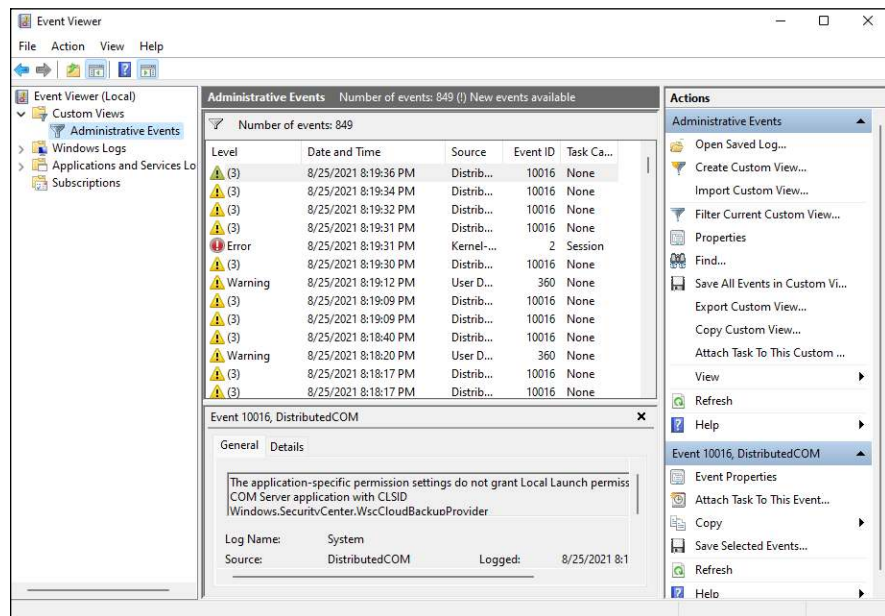 Event Viewer
File Action View Help
Event Viewer (Local)
Custom Views
Administrative Events
Windows Logs
Applications and Services Lo
Subscriptions
Administrative Events Number of events: 849 (!) New events available
Number of events: 849
Level Date and Time Source Event ID Task Ca...
(3) 8/25/2021 8:19:36 PM Distrib... 10016 None
(3) 8/25/2021 8:19:34 PM Distrib... 10016 None
(3) 8/25/2021 8:19:32 PM Distrib... 10016 None
(3) 8/25/2021 8:19:31 PM Distrib... 10016 None
Error 8/25/2021 8:19:31 PM Kernel-... 2 Session
(3) 8/25/2021 8:19:30 PM Distrib... 10016 None
Warning 8/25/2021 8:19:12 PM User D... 360 None
(3) 8/25/2021 8:19:09 PM Distrib... 10016 None
(3) 8/25/2021 8:19:09 PM Distrib... 10016 None
(3) 8/25/2021 8:18:40 PM Distrib... 10016 None
Warning 8/25/2021 8:18:20 PM User D... 360 None
(3) 8/25/2021 8:18:17 PM Distrib... 10016 None
(3) 8/25/2021 8:18:17 PM Distrib... 10016 None
Event 10016, DistributedCOM
General Details
The application-specific permission settings do not grant Local Launch permiss
COM Server application with CLSID
Windows.SecurityCenter.WscCloudBackupProvider
Log Name: System
Source: DistributedCOM Logged: 8/25/2021 8:1
Actions
Administrative Events
Open Saved Log...
Create Custom View...
Import Custom View...
Filter Current Custom View...
Properties
Find...
Save All Events in Custom Vi...
Export Custom View...
Copy Custom View...
Attach Task To This Custom ...
View
Refresh
Help
Event 10016, DistributedCOM
Event Properties
Attach Task To This Event...
Copy
Save Selected Events...
Refresh
Help